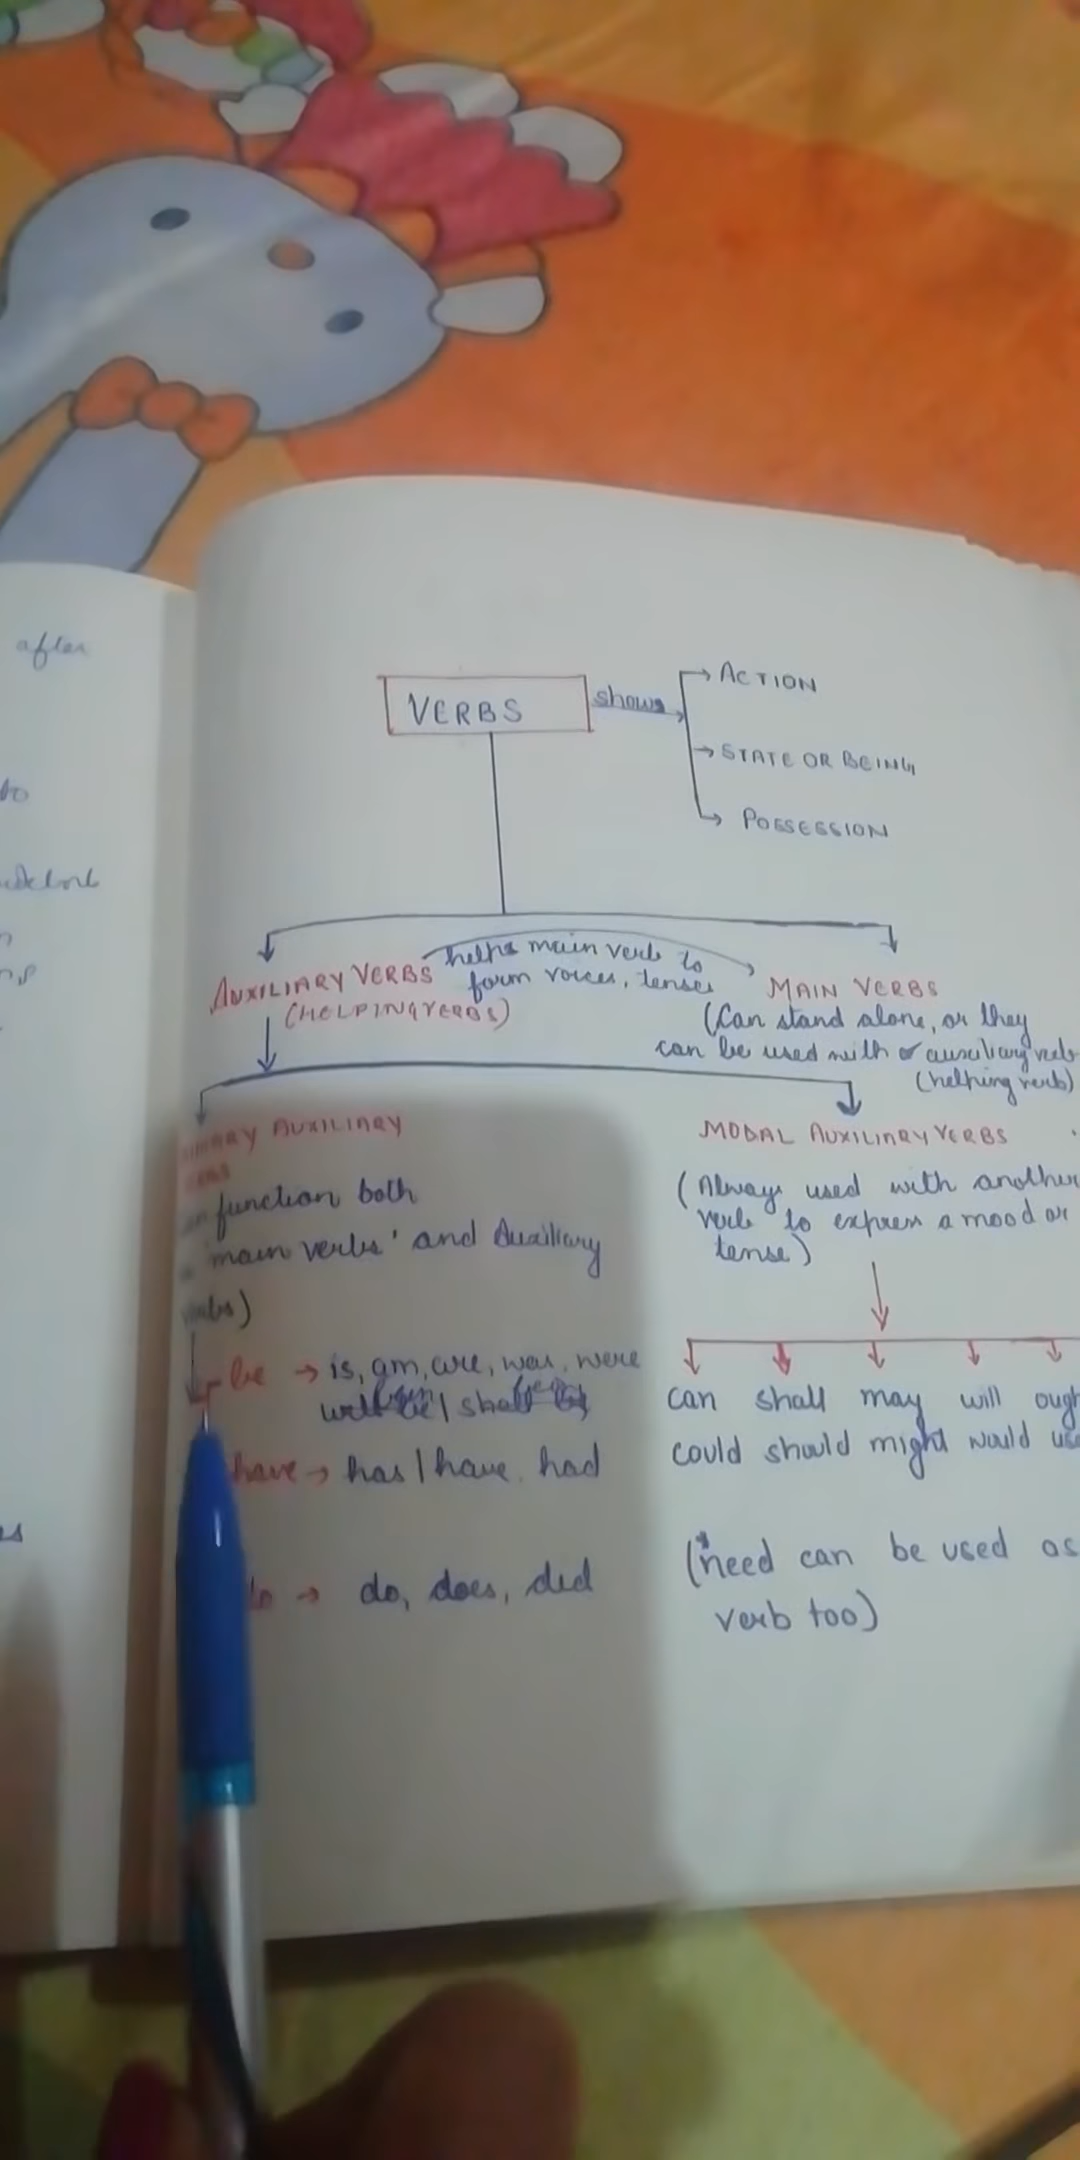 after
VERBS
shows
ACTION
STATE OR BEING
POSSESSION
helps main verb to
form voices, tenses
AUXILIARY VERBS
(HELPING VERBS)
MAIN VERBS
(Can stand alone, or they
can be used with auxiliary verb
(helping verb)
AUXILIARY
function both
main verbs' and Auxiliary
be → is, am, are, was, were
have → has / have, had
→ do, does, did
MODAL AUXILIARY VERBS
(Always used with another
verb to express a mood or
tense)
can shall may will
could should might would
(*need can be used as
verb too)